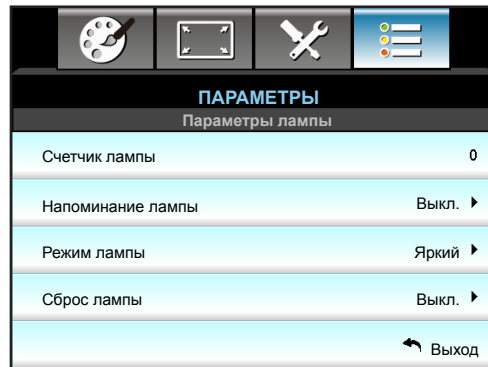 ПАРАМЕТРЫ
Параметры лампы
Счетчик лампы 0
Напоминание лампы Выкл.
Режим лампы Яркий
Сброс лампы Выкл.
Выход